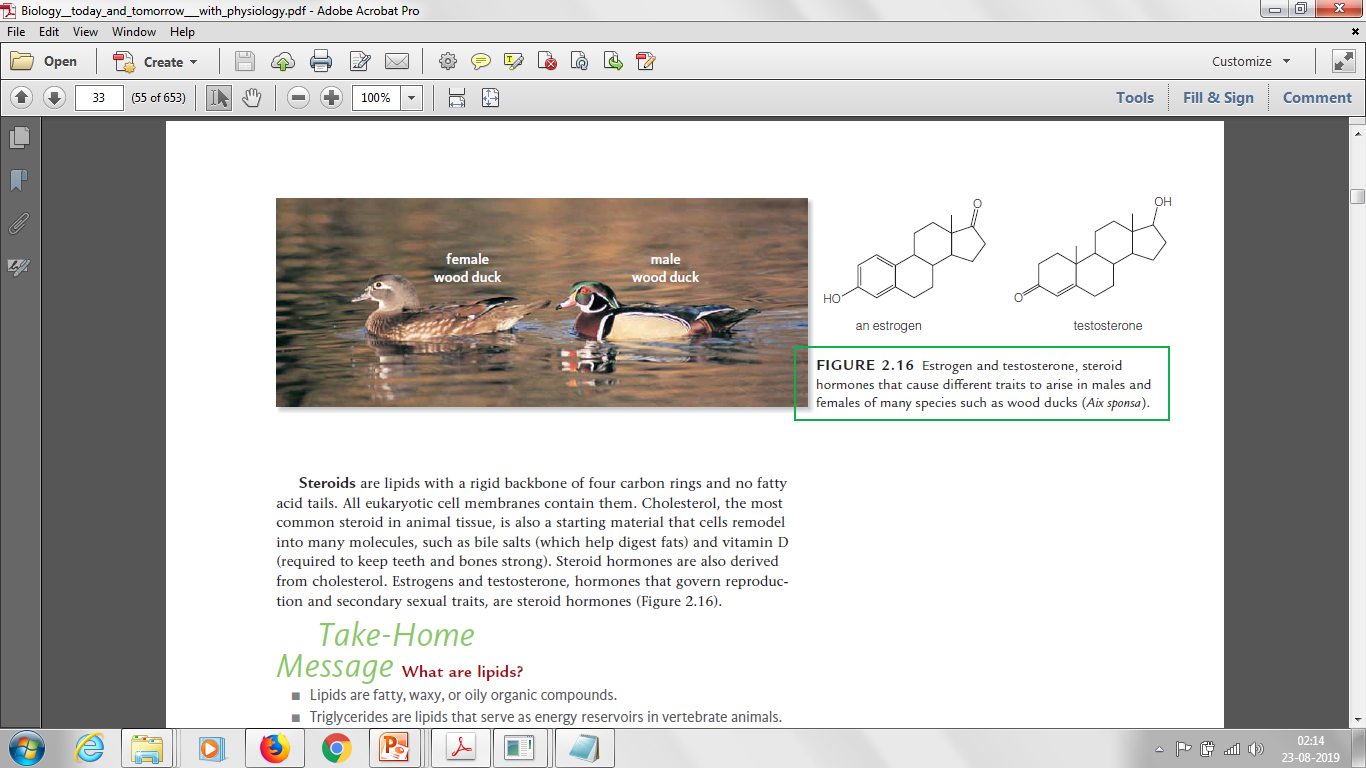 Biology__today_and_tomorrow___with_physiology.pdf - Adobe Acrobat Pro
File Edit View Window Help
Open Create Customize
33 (55 of 653) 100% Tools Fill & Sign Comment
female
wood duck
male
wood duck
O
HO
an estrogen
OH
O
testosterone
FIGURE 2.16 Estrogen and testosterone, steroid
hormones that cause different traits to arise in males and
females of many species such as wood ducks (Aix sponsa).
Steroids are lipids with a rigid backbone of four carbon rings and no fatty
acid tails. All eukaryotic cell membranes contain them. Cholesterol, the most
common steroid in animal tissue, is also a starting material that cells remodel
into many molecules, such as bile salts (which help digest fats) and vitamin D
(required to keep teeth and bones strong). Steroid hormones are also derived
from cholesterol. Estrogens and testosterone, hormones that govern reproduc-
tion and secondary sexual traits, are steroid hormones (Figure 2.16).
Take-Home
Message What are lipids?
■ Lipids are fatty, waxy, or oily organic compounds.
■ Triglycerides are lipids that serve as energy reservoirs in vertebrate animals.
02:14
23-08-2019